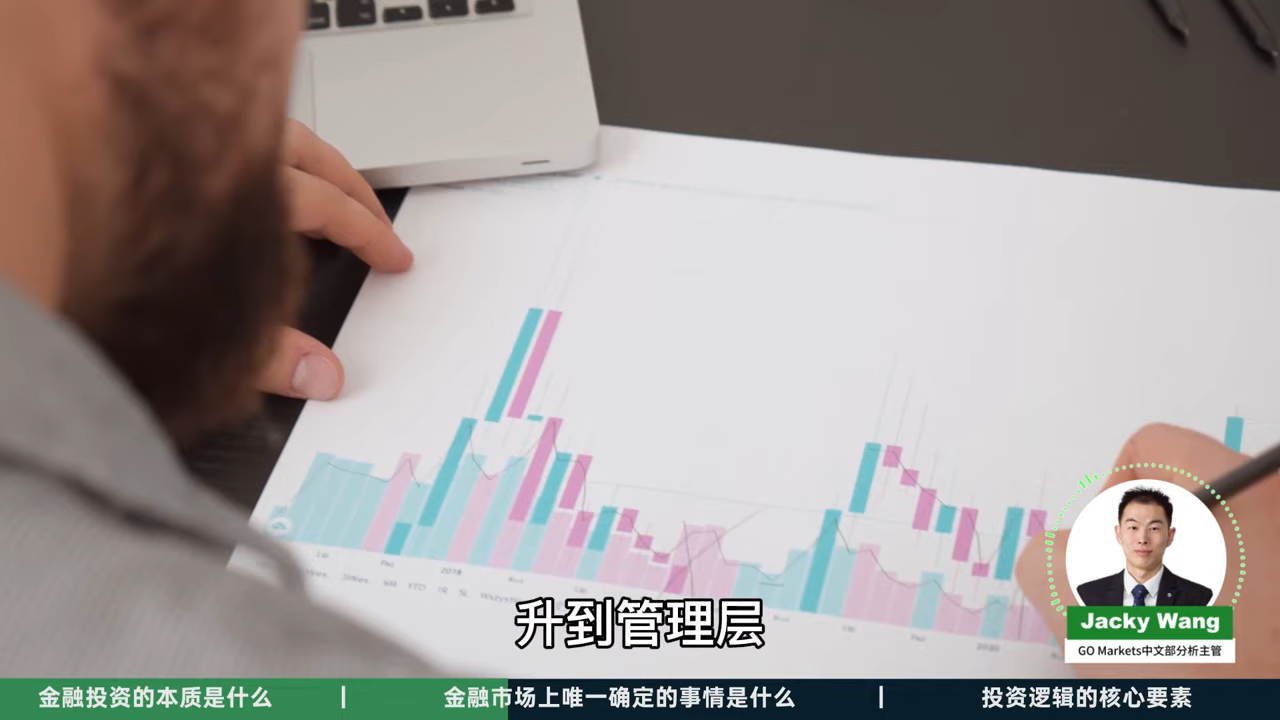 2019
2020
升到管理层
Jacky Wang
GO Markets中文部分析主管
金融投资的本质是什么 | 金融市场上唯一确定的事情是什么 | 投资逻辑的核心要素